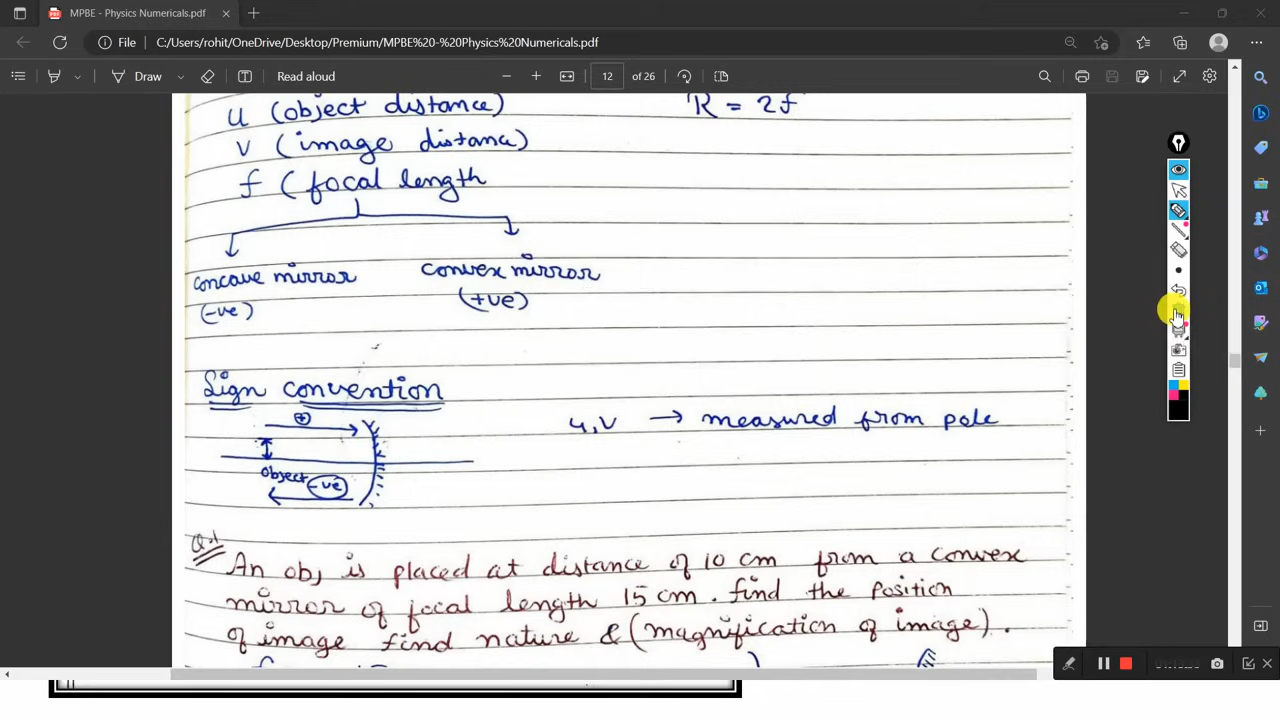 MPBE - Physics Numericals.pdf
File C:/Users/rohit/OneDrive/Desktop/Premium/MPBE%20-%20Physics%20Numericals.pdf
Draw Read aloud 12 of 26
u (object distance) R = 2f
v (image distance)
f (focal length
concave mirror convex mirror
(-ve) (+ve)
Sign convention
+
u,v → measured from pole
object -ve
Q.1
An obj is placed at distance of 10 cm from a convex
mirror of focal length 15 cm. find the position
of image find nature & (magnification of image).